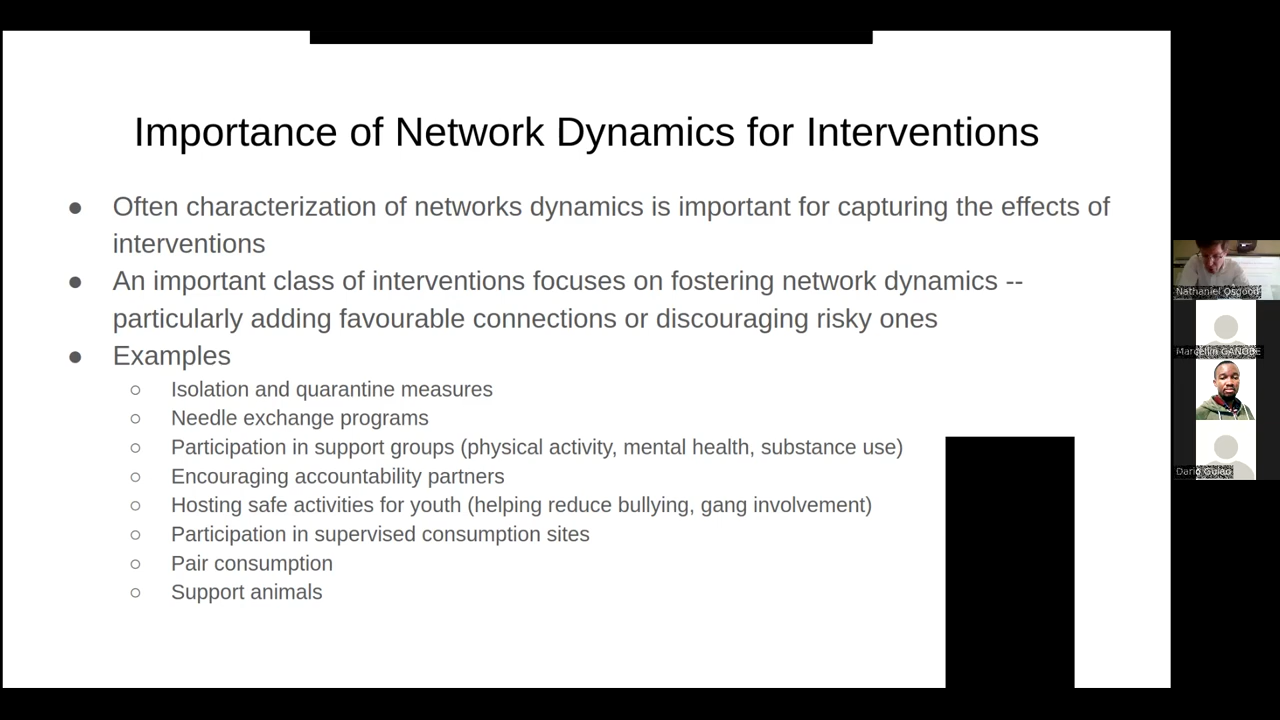 Importance of Network Dynamics for Interventions
● Often characterization of networks dynamics is important for capturing the effects of
interventions
● An important class of interventions focuses on fostering network dynamics --
particularly adding favourable connections or discouraging risky ones
● Examples
○ Isolation and quarantine measures
○ Needle exchange programs
○ Participation in support groups (physical activity, mental health, substance use)
○ Encouraging accountability partners
○ Hosting safe activities for youth (helping reduce bullying, gang involvement)
○ Participation in supervised consumption sites
○ Pair consumption
○ Support animals
Nathaniel Osgood
Marcellin